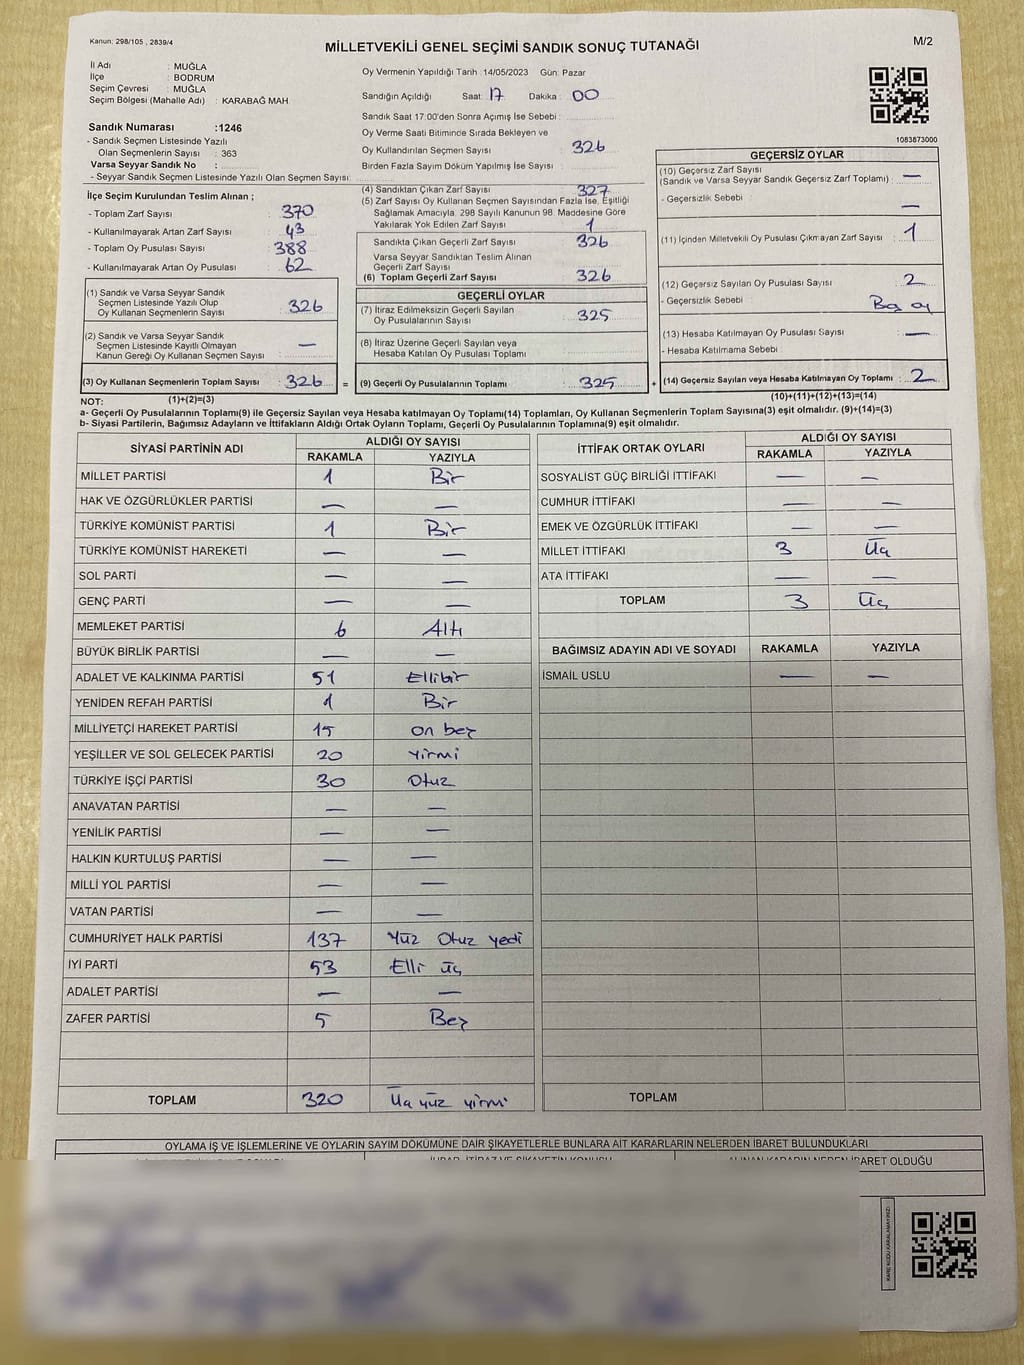 Kanun: 298/105 , 2839/4
MİLLETVEKİLİ GENEL SEÇİMİ SANDIK SONUÇ TUTANAĞI
M/2
İl Adı : MUĞLA
İlçe : BODRUM
Seçim Çevresi : MUĞLA
Seçim Bölgesi (Mahalle Adı) : KARABAĞ MAH.
Sandık Numarası :1246
- Sandık Seçmen Listesinde Yazılı
Olan Seçmenlerin Sayısı : 363
Varsa Seyyar Sandık No :
- Seyyar Sandık Seçmen Listesinde Yazılı Olan Seçmen Sayısı:
Oy Vermenin Yapıldığı Tarih :14/05/2023 Gün: Pazar
Sandığın Açıldığı Saat: 17 Dakika : 00
Sandık Saat 17.00'den Sonra Açımış İse Sebebi :
Oy Verme Saati Bitiminde Sırada Bekleyen ve
Oy Kullandırılan Seçmen Sayısı : 326
Birden Fazla Sayım Döküm Yapılmış İse Sayısı :
1083873000
İlçe Seçim Kurulundan Teslim Alınan ;
- Toplam Zarf Sayısı : 370
- Kullanılmayarak Artan Zarf Sayısı : 43
- Toplam Oy Pusulası Sayısı : 388
- Kullanılmayarak Artan Oy Pusulası : 62
(1) Sandık ve Varsa Seyyar Sandık
Seçmen Listesinde Yazılı Olup
Oy Kullanan Seçmenlerin Sayısı : 326
(2) Sandık ve Varsa Seyyar Sandık
Seçmen Listesinde Kayıtlı Olmayan
Kanun Gereği Oy Kullanan Seçmen Sayısı : —
(3) Oy Kullanan Seçmenlerin Toplam Sayısı : 326 =
(4) Sandıktan Çıkan Zarf Sayısı : 327
(5) Zarf Sayısı Oy Kullanan Seçmen Sayısından Fazla İse, Eşitliği
Sağlamak Amacıyla, 298 Sayılı Kanunun 98. Maddesine Göre
Yakılarak Yok Edilen Zarf Sayısı : 1
Sandıkta Çıkan Geçerli Zarf Sayısı : 326
Varsa Seyyar Sandıktan Teslim Alınan
Geçerli Zarf Sayısı :
(6) Toplam Geçerli Zarf Sayısı : 326
GEÇERLİ OYLAR
(7) İtiraz Edilmeksizin Geçerli Sayılan
Oy Pusulalarının Sayısı : 325
(8) İtiraz Üzerine Geçerli Sayılan veya
Hesaba Katılan Oy Pusulası Toplamı :
(9) Geçerli Oy Pusulalarının Toplamı : 325 +
GEÇERSİZ OYLAR
(10) Geçersiz Zarf Sayısı
(Sandık ve Varsa Seyyar Sandık Geçersiz Zarf Toplamı) : —
- Geçersizlik Sebebi : —
(11) İçinden Milletvekili Oy Pusulası Çıkmayan Zarf Sayısı : 1
(12) Geçersiz Sayılan Oy Pusulası Sayısı : 2
- Geçersizlik Sebebi : Boş oy
(13) Hesaba Katılmayan Oy Pusulası Sayısı : —
- Hesaba Katılmama Sebebi :
(14) Geçersiz Sayılan veya Hesaba Katılmayan Oy Toplamı : 2
NOT: (1)+(2)=(3) (10)+(11)+(12)+(13)=(14)
a- Geçerli Oy Pusulalarının Toplamı(9) ile Geçersiz Sayılan veya Hesaba katılmayan Oy Toplamı(14) Toplamları, Oy Kullanan Seçmenlerin Toplam Sayısına(3) eşit olmalıdır. (9)+(14)=(3)
b- Siyasi Partilerin, Bağımsız Adayların ve İttifakların Aldığı Ortak Oyların Toplamı, Geçerli Oy Pusulalarının Toplamına(9) eşit olmalıdır.
SİYASİ PARTİNİN ADI ALDIĞI OY SAYISI
RAKAMLA YAZIYLA
MİLLET PARTİSİ 1 Bir
HAK VE ÖZGÜRLÜKLER PARTİSİ — —
TÜRKİYE KOMÜNİST PARTİSİ 1 Bir
TÜRKİYE KOMÜNİST HAREKETİ — —
SOL PARTİ — —
GENÇ PARTİ — —
MEMLEKET PARTİSİ 6 Altı
BÜYÜK BİRLİK PARTİSİ — —
ADALET VE KALKINMA PARTİSİ 51 Ellibir
YENİDEN REFAH PARTİSİ 1 Bir
MİLLİYETÇİ HAREKET PARTİSİ 15 on beş
YEŞİLLER VE SOL GELECEK PARTİSİ 20 Yirmi
TÜRKİYE İŞÇİ PARTİSİ 30 Otuz
ANAVATAN PARTİSİ — —
YENİLİK PARTİSİ — —
HALKIN KURTULUŞ PARTİSİ — —
MİLLİ YOL PARTİSİ — —
VATAN PARTİSİ — —
CUMHURİYET HALK PARTİSİ 137 Yüz Otuz yedi
İYİ PARTİ 53 Elli üç
ADALET PARTİSİ — —
ZAFER PARTİSİ 5 Beş
TOPLAM 320 Üç yüz yirmi
İTTİFAK ORTAK OYLARI ALDIĞI OY SAYISI
RAKAMLA YAZIYLA
SOSYALİST GÜÇ BİRLİĞİ İTTİFAKI — —
CUMHUR İTTİFAKI — —
EMEK VE ÖZGÜRLÜK İTTİFAKI — —
MİLLET İTTİFAKI 3 Üç
ATA İTTİFAKI — —
TOPLAM 3 Üç
BAĞIMSIZ ADAYIN ADI VE SOYADI RAKAMLA YAZIYLA
İSMAİL USLU — —
TOPLAM
OYLAMA İŞ VE İŞLEMLERİNE VE OYLARIN SAYIM DÖKÜMÜNE DAİR ŞİKAYETLERLE BUNLARA AİT KARARLARIN NELERDEN İBARET BULUNDUKLARI
İHBAR, İTİRAZ VE ŞİKAYETİN KONUSU ALINAN KARARIN NEDEN İBARET OLDUĞU
KARE KODU KARALAMAYINIZ!